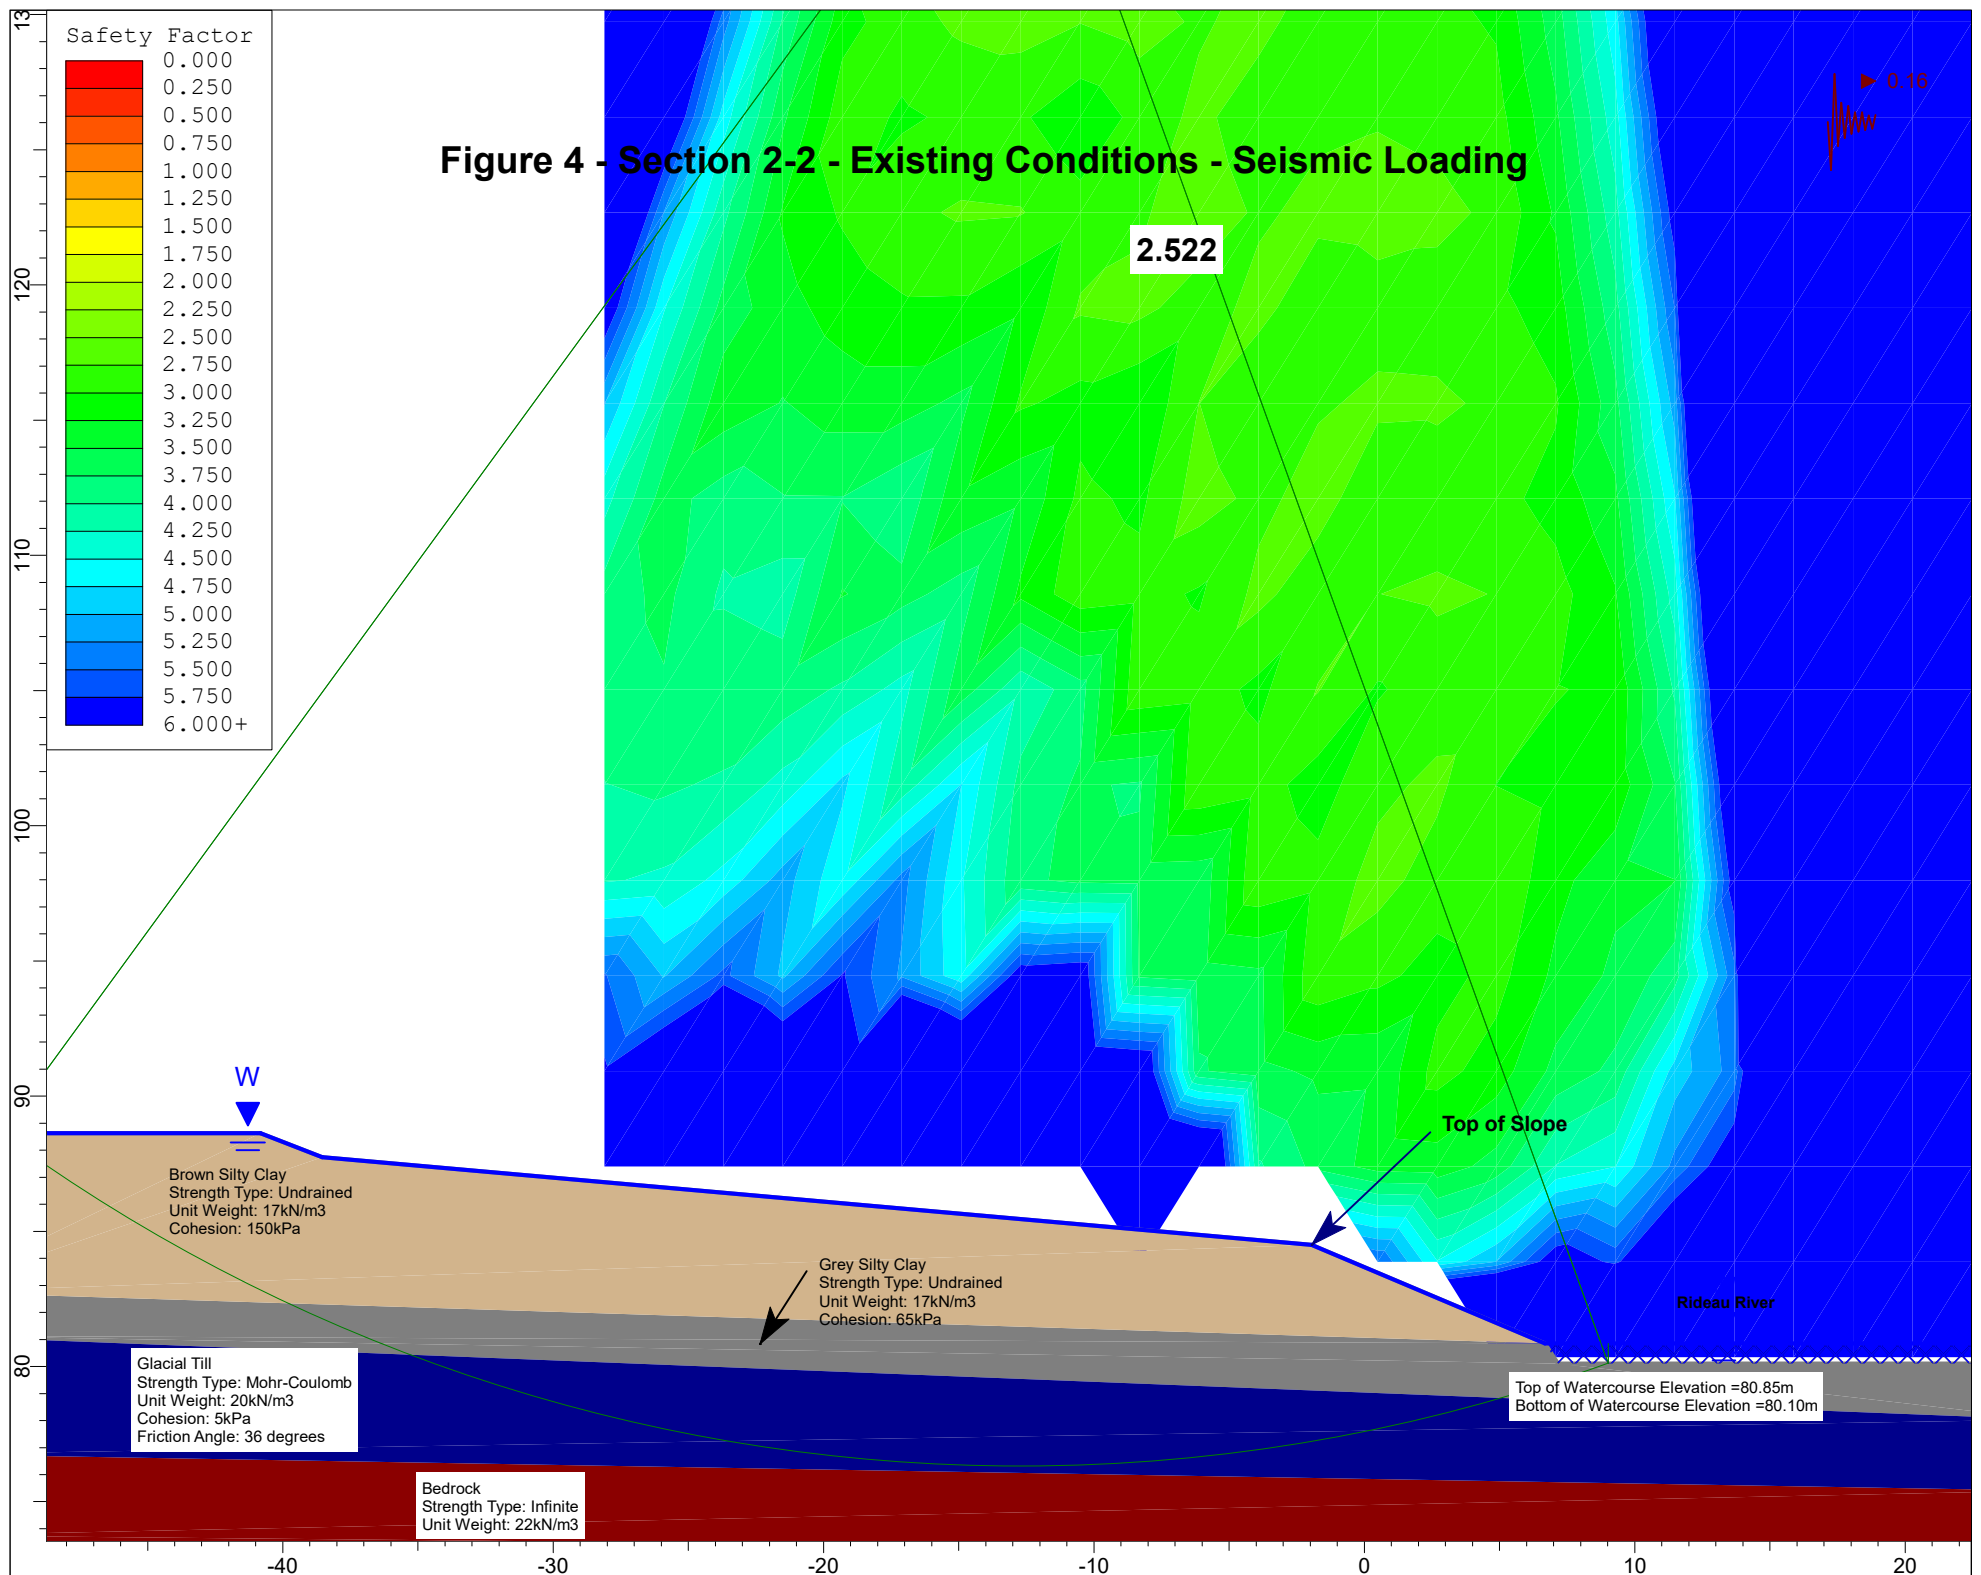 Safety Factor
0.000
0.250
0.500
0.750
1.000
1.250
1.500
1.750
2.000
2.250
2.500
2.750
3.000
3.250
3.500
3.750
4.000
4.250
4.500
4.750
5.000
5.250
5.500
5.750
6.000+
0.16
Figure 4 - Section 2-2 - Existing Conditions - Seismic Loading
2.522
W
Top of Slope
Brown Silty Clay
Strength Type: Undrained
Unit Weight: 17kN/m3
Cohesion: 150kPa
Grey Silty Clay
Strength Type: Undrained
Unit Weight: 17kN/m3
Cohesion: 65kPa
Rideau River
Glacial Till
Strength Type: Mohr-Coulomb
Unit Weight: 20kN/m3
Cohesion: 5kPa
Friction Angle: 36 degrees
Top of Watercourse Elevation =80.85m
Bottom of Watercourse Elevation =80.10m
Bedrock
Strength Type: Infinite
Unit Weight: 22kN/m3
120
110
100
90
80
-40
-30
-20
-10
0
10
20